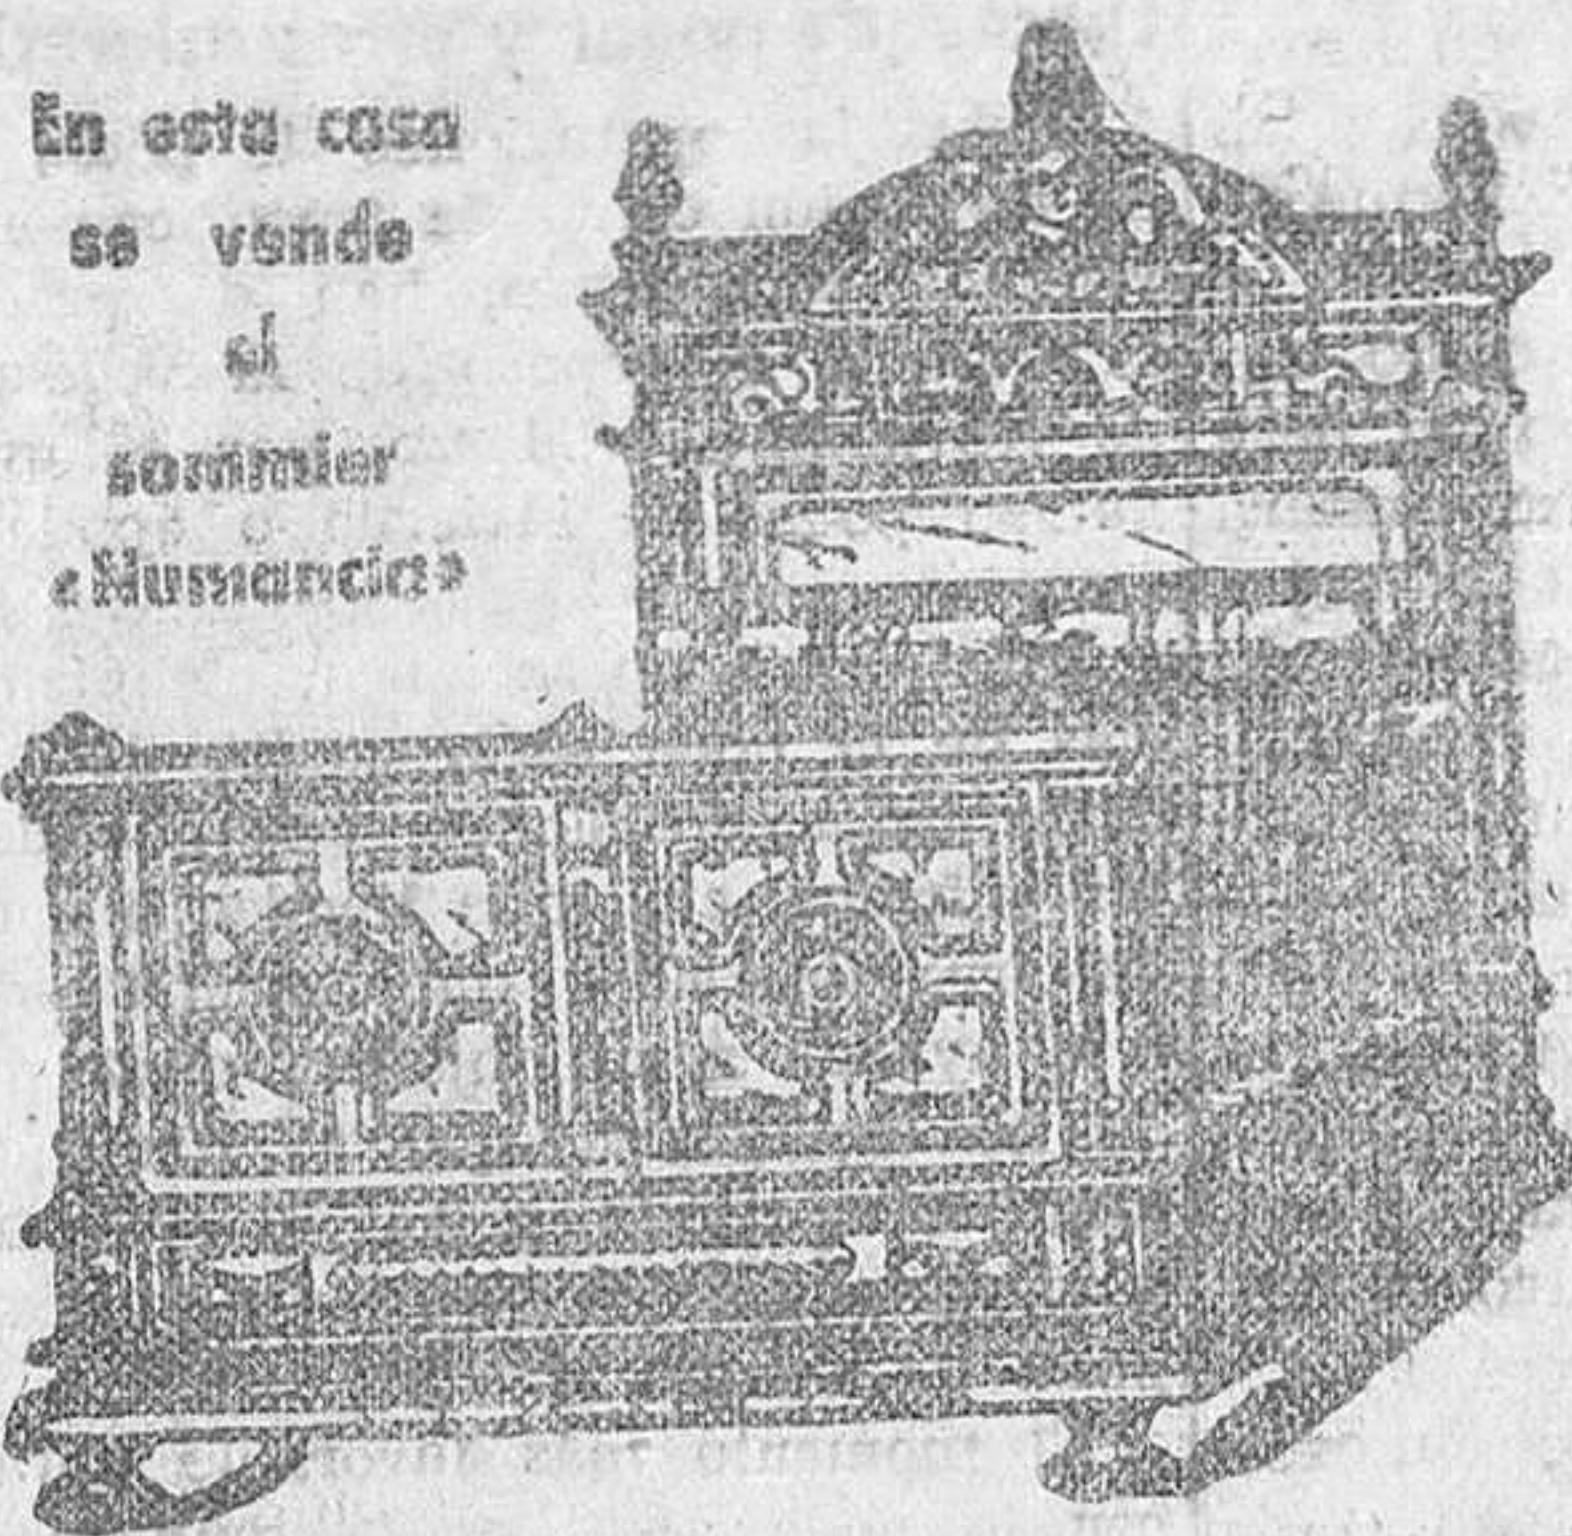 En esta casa
se vende
el
sommier
«Numancia»